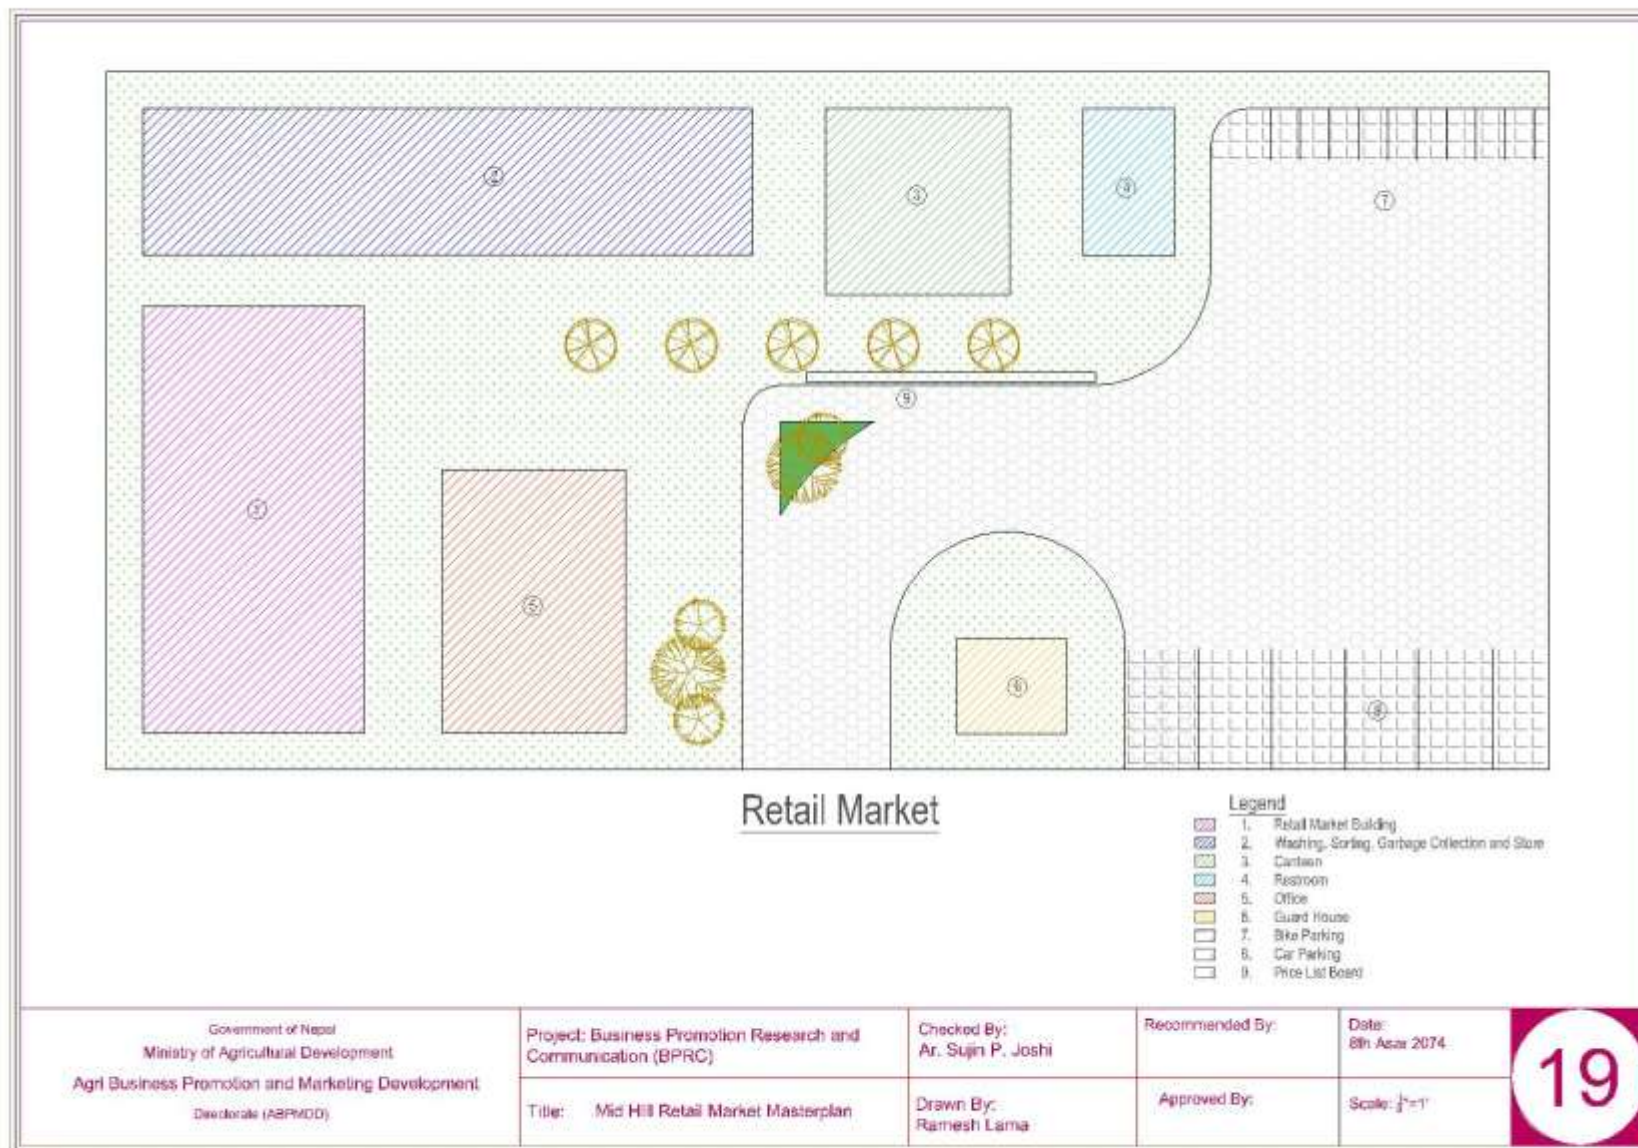 2
3
4
7
9
1
5
6
8
Retail Market
Legend
1. Retail Market Building
2. Washing, Sorting, Garbage Collection and Store
3. Canteen
4. Restroom
5. Office
6. Guard House
7. Bike Parking
8. Car Parking
9. Price List Board
Government of Nepal
Ministry of Agricultural Development
Agri Business Promotion and Marketing Development
Directorate (ABPMDD)
Project: Business Promotion Research and
Communication (BPRC)
Title: Mid Hill Retail Market Masterplan
Checked By:
Ar. Sujin P. Joshi
Drawn By:
Ramesh Lama
Recommended By:
Approved By:
Date:
8th Asar 2074
Scale:
19